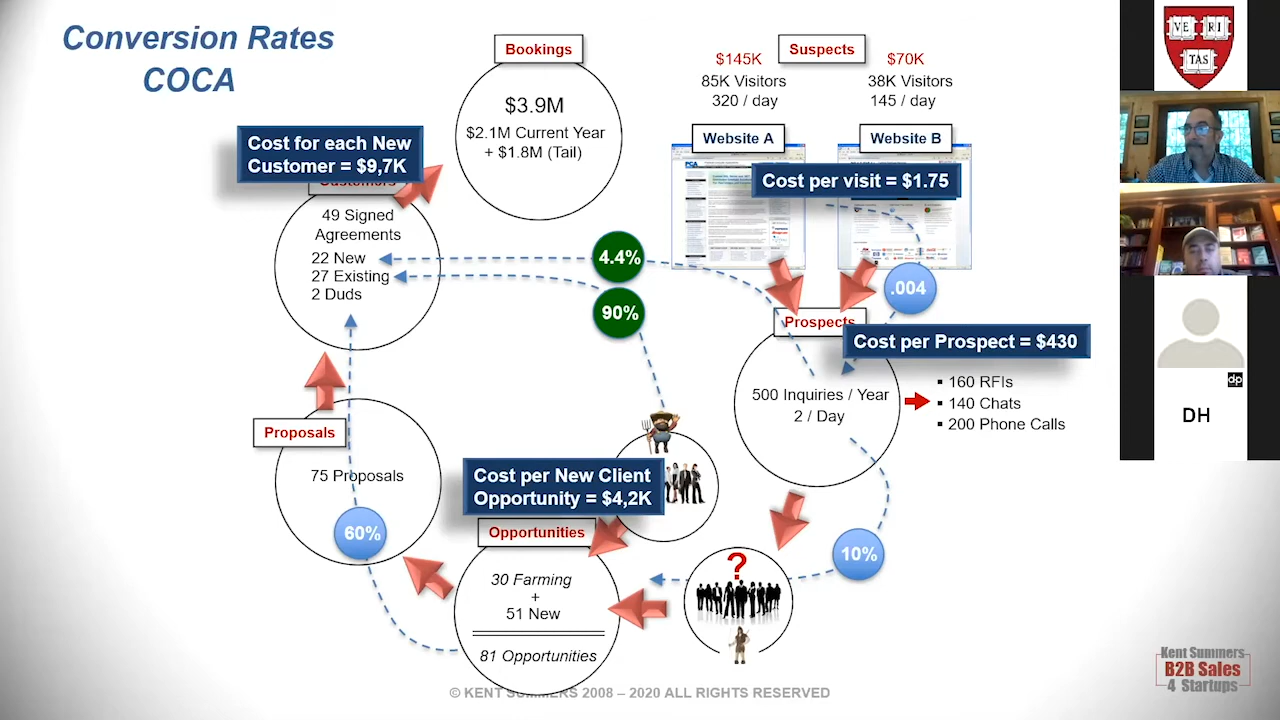 Conversion Rates
COCA
Bookings
$3.9M
$2.1M Current Year
+ $1.8M (Tail)
Suspects
$145K
85K Visitors
320 / day
$70K
38K Visitors
145 / day
Website A
Website B
Cost per visit = $1.75
Cost for each New
Customer = $9,7K
Customers
49 Signed
Agreements
22 New
27 Existing
2 Duds
4.4%
90%
.004
Prospects
Cost per Prospect = $430
500 Inquiries / Year
2 / Day
▪ 160 RFIs
▪ 140 Chats
▪ 200 Phone Calls
Proposals
75 Proposals
60%
Cost per New Client
Opportunity = $4,2K
Opportunities
30 Farming
+
51 New
81 Opportunities
?
10%
© KENT SUMMERS 2008 – 2020 ALL RIGHTS RESERVED
VE RI
TAS
dp
DH
Kent Summers
B2B Sales
4 Startups